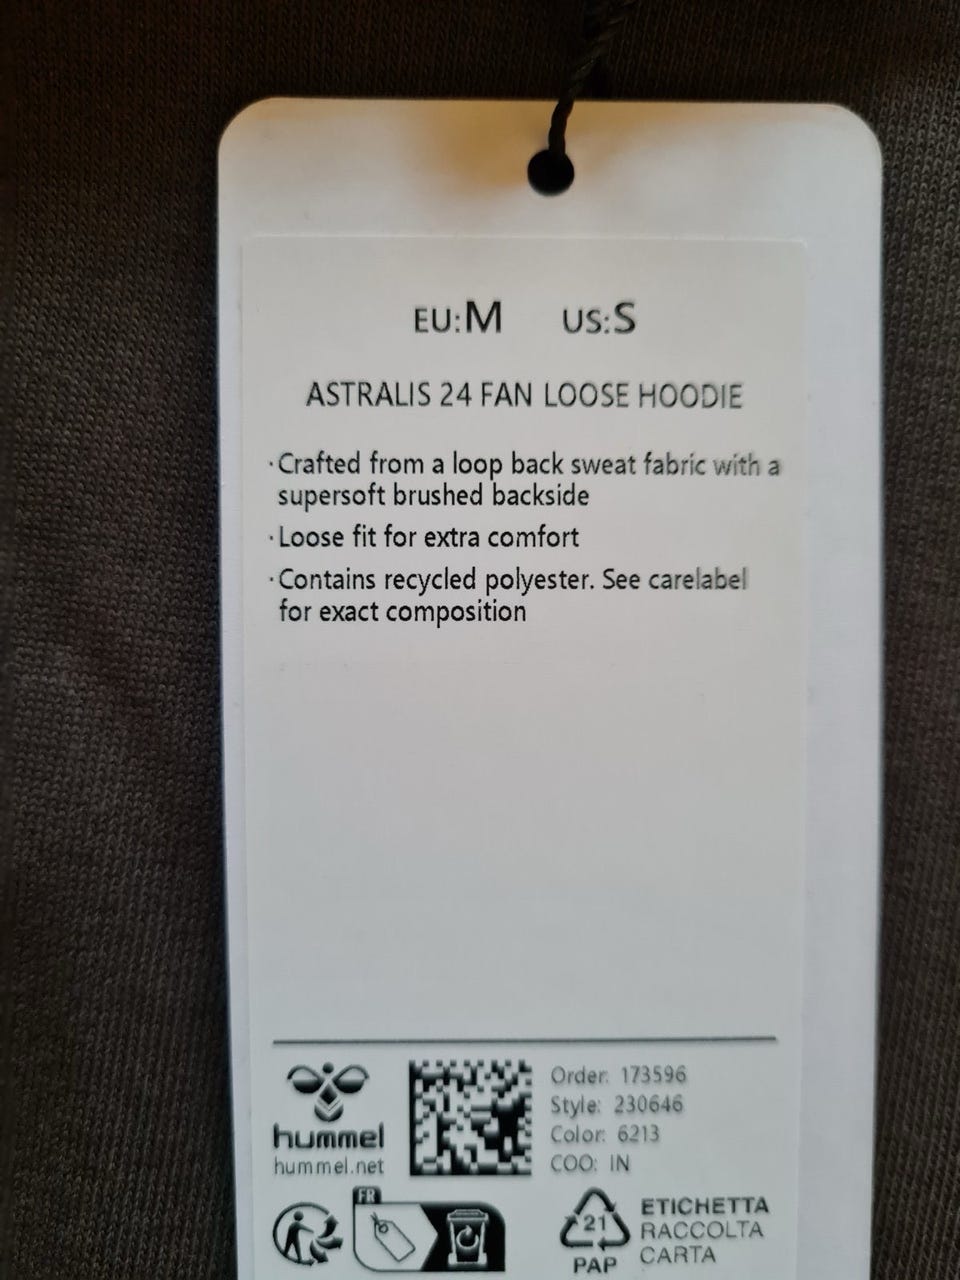 EU:M US:S
ASTRALIS 24 FAN LOOSE HOODIE
·Crafted from a loop back sweat fabric with a
supersoft brushed backside
·Loose fit for extra comfort
·Contains recycled polyester. See carelabel
for exact composition
hummel
hummel.net
Order: 173596
Style: 230646
Color: 6213
COO: IN
FR
21
PAP
ETICHETTA
RACCOLTA
CARTA